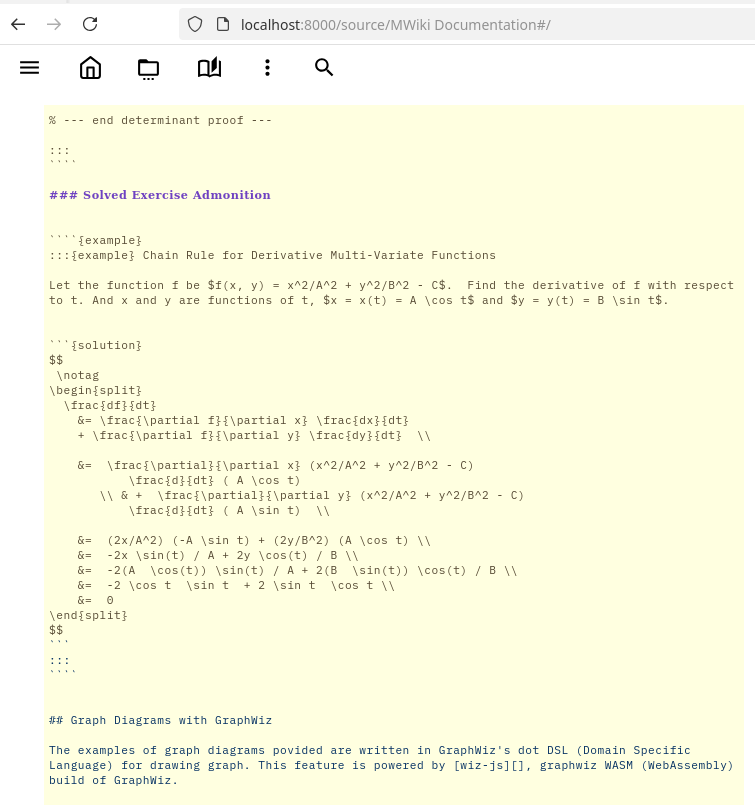 localhost:8000/source/MWiki Documentation#/
% --- end determinant proof ---
:::
````
### Solved Exercise Admonition
````{example}
:::{example} Chain Rule for Derivative Multi-Variate Functions
Let the function f be $f(x, y) = x^2/A^2 + y^2/B^2 - C$.  Find the derivative of f with respect
to t. And x and y are functions of t, $x = x(t) = A \cos t$ and $y = y(t) = B \sin t$.
```{solution}
$$
 \notag
\begin{split}
  \frac{df}{dt}
    &= \frac{\partial f}{\partial x} \frac{dx}{dt}
    + \frac{\partial f}{\partial y} \frac{dy}{dt}  \\
    &=  \frac{\partial}{\partial x} (x^2/A^2 + y^2/B^2 - C)
           \frac{d}{dt} ( A \cos t)
       \\ & +  \frac{\partial}{\partial y} (x^2/A^2 + y^2/B^2 - C)
           \frac{d}{dt} ( A \sin t)  \\
    &=  (2x/A^2) (-A \sin t) + (2y/B^2) (A \cos t) \\
    &=  -2x \sin(t) / A + 2y \cos(t) / B \\
    &=  -2(A  \cos(t)) \sin(t) / A + 2(B  \sin(t)) \cos(t) / B \\
    &=  -2 \cos t  \sin t  + 2 \sin t  \cos t \\
    &=  0
\end{split}
$$
```
:::
````
## Graph Diagrams with GraphWiz
The examples of graph diagrams povided are written in GraphWiz's dot DSL (Domain Specific
Language) for drawing graph. This feature is powered by [wiz-js][], graphwiz WASM (WebAssembly)
build of GraphWiz.